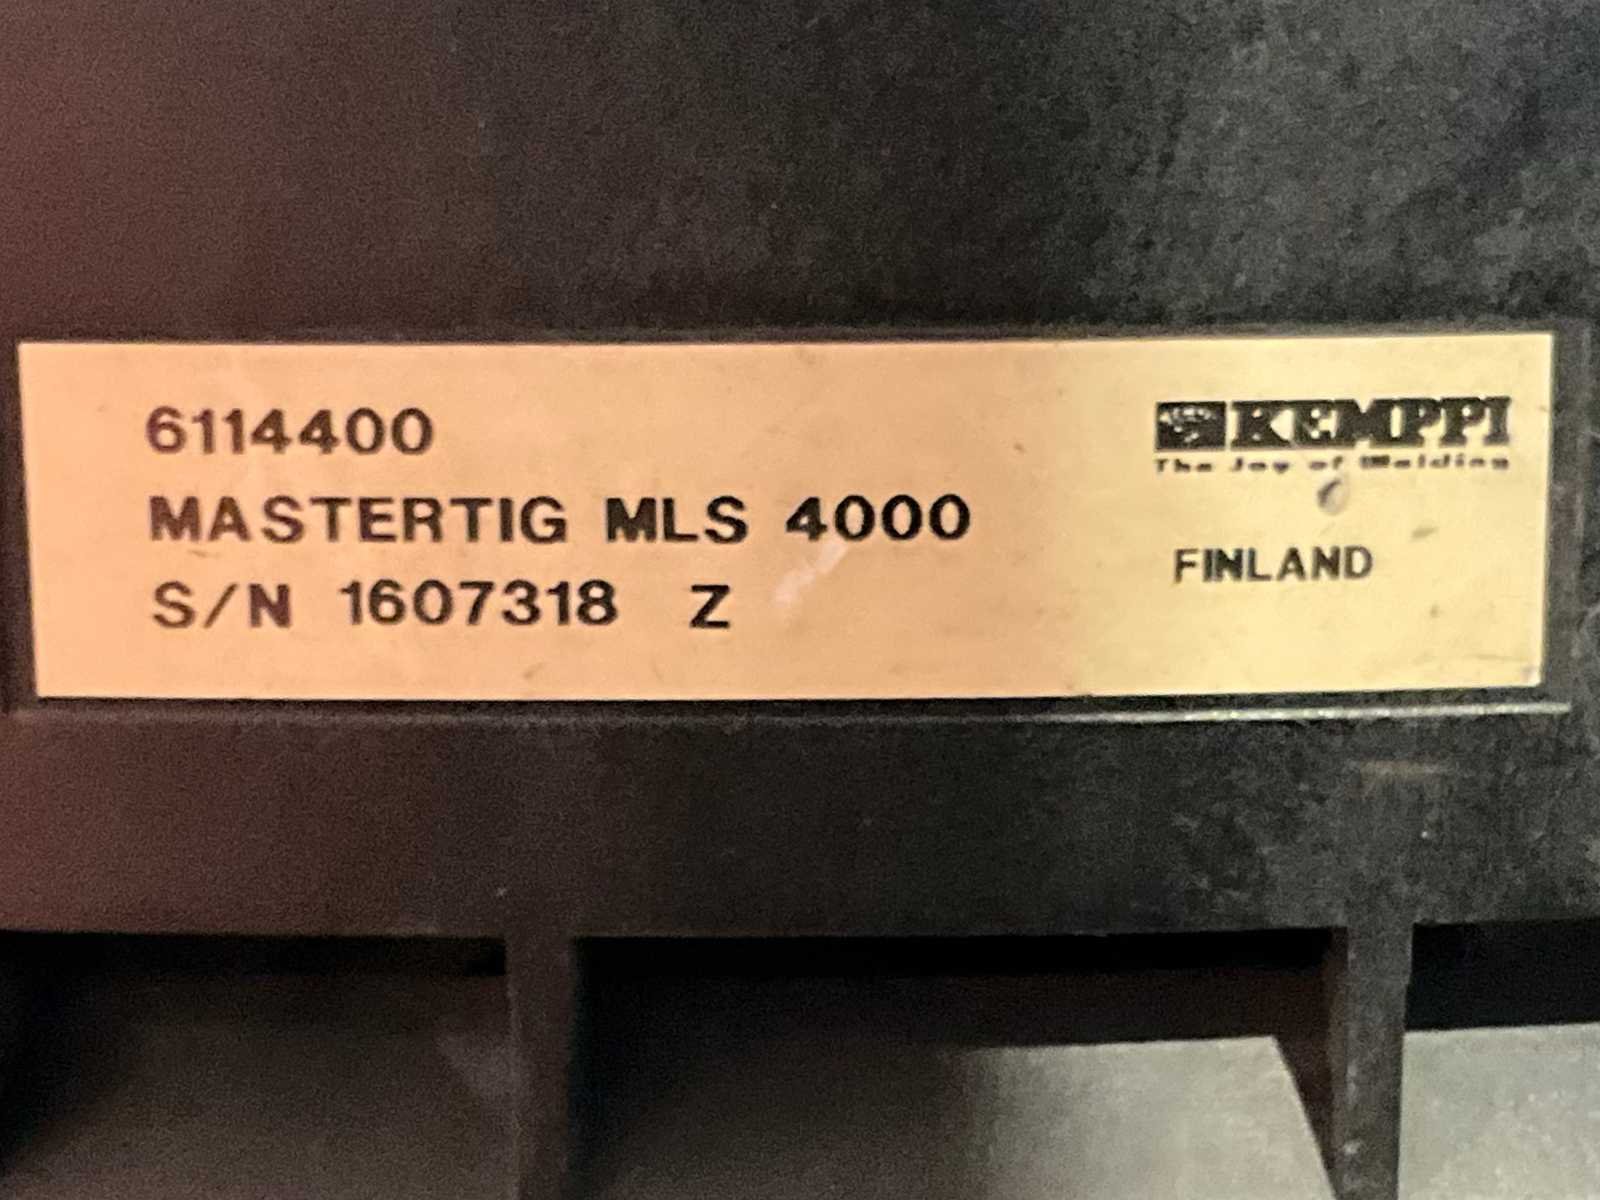 6114400
MASTERTIG MLS 4000
S/N 1607318 Z
KEMPPI
The Joy of Welding
FINLAND